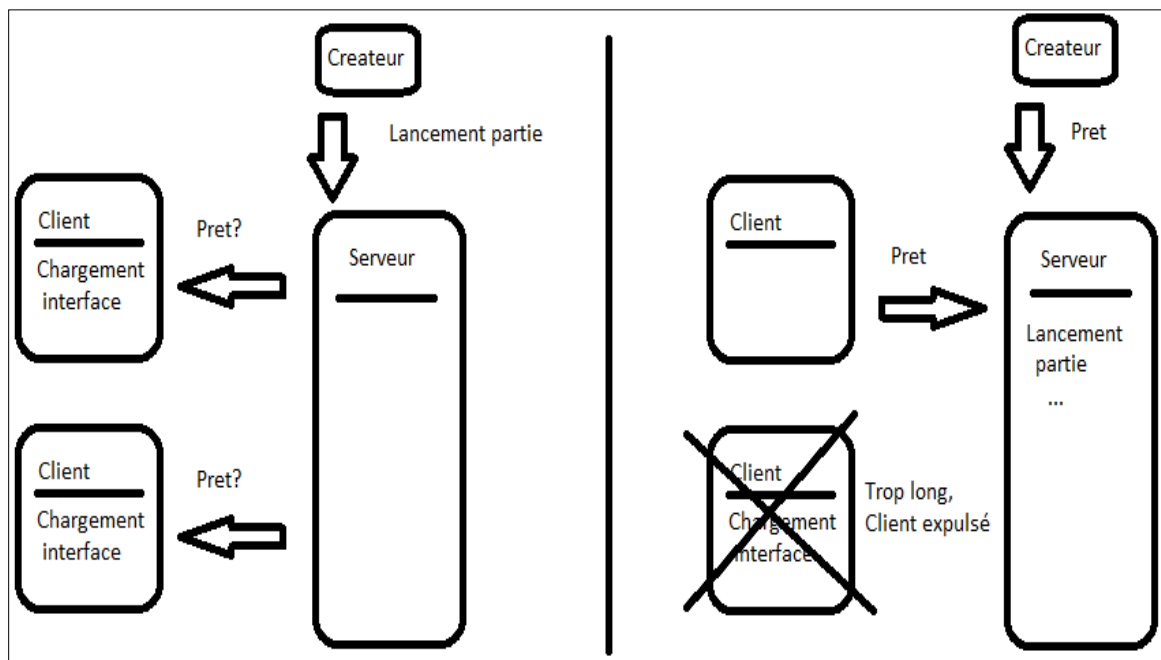 Createur
Lancement partie
Client
Pret?
Chargement
interface
Serveur
Client
Pret?
Chargement
interface
Createur
Pret
Client
Pret
Serveur
Lancement
partie
...
Client
Chargement
interface
Trop long,
Client expulsé